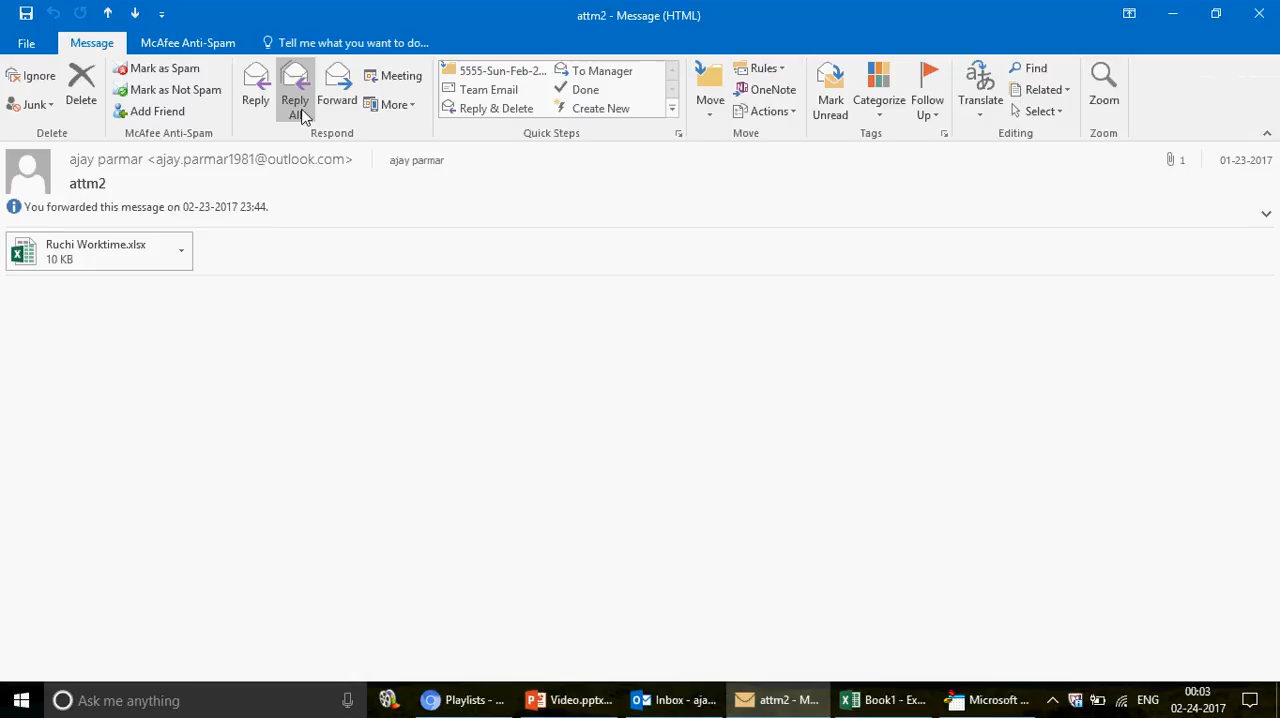 attm2 - Message (HTML)
File
Message
McAfee Anti-Spam
Tell me what you want to do...
Ignore
Junk
Delete
Delete
Mark as Spam
Mark as Not Spam
Add Friend
McAfee Anti-Spam
Reply
Reply All
Forward
Meeting
More
Respond
5555-Sun-Feb-2...
Team Email
Reply & Delete
To Manager
Done
Create New
Quick Steps
Move
Rules
OneNote
Actions
Move
Mark Unread
Categorize
Follow Up
Tags
Translate
Find
Related
Select
Editing
Zoom
Zoom
ajay parmar <ajay.parmar1981@outlook.com>
ajay parmar
1
01-23-2017
attm2
You forwarded this message on 02-23-2017 23:44.
Ruchi Worktime.xlsx
10 KB
Ask me anything
Playlists - ...
Video.pptx...
Inbox - aja...
attm2 - M...
Book1 - Ex...
Microsoft ...
ENG
00:03
02-24-2017